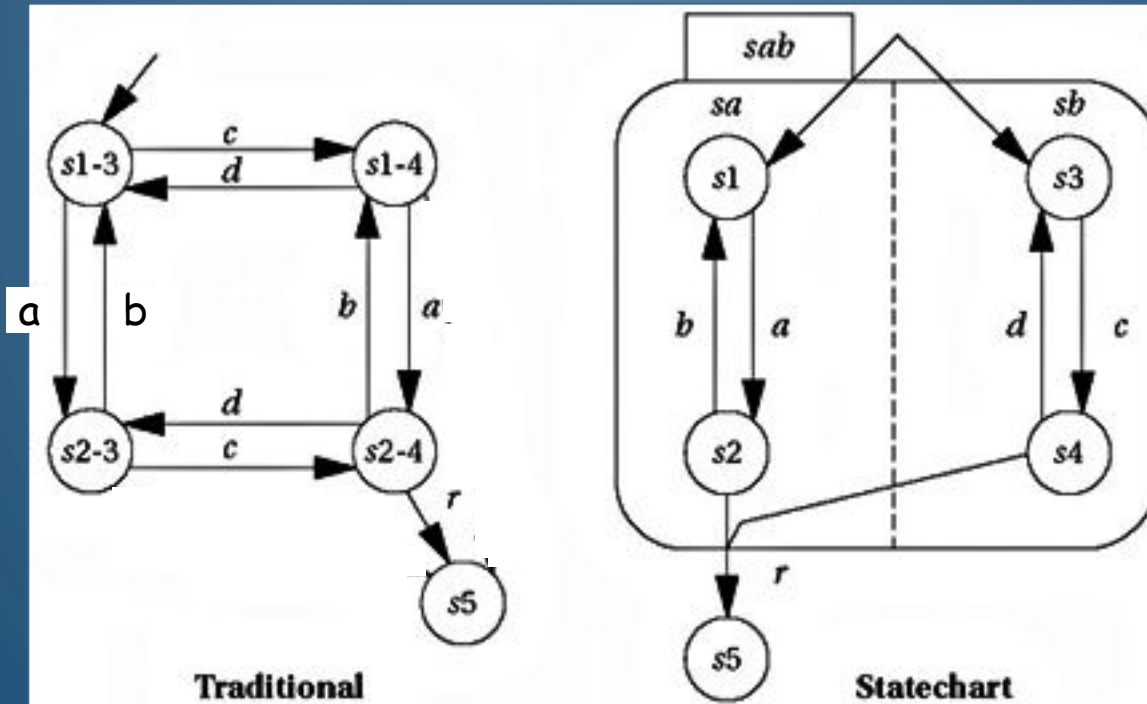 sab
sa
sb
c
s1-3
s1-4
d
s1
s3
a
b
b
a
b
a
d
c
d
s2-3
s2-4
c
s2
s4
r
r
s5
s5
Traditional
Statechart